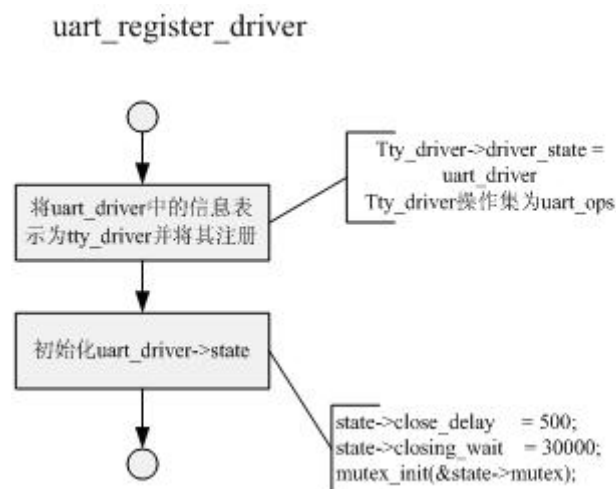 uart_register_driver
Tty_driver->driver_state =
uart_driver
Tty_driver操作集为uart_ops
将uart_driver中的信息表
示为tty_driver并将其注册
初始化uart_driver->state
state->close_delay = 500;
state->closing_wait = 30000;
mutex_init(&state->mutex);